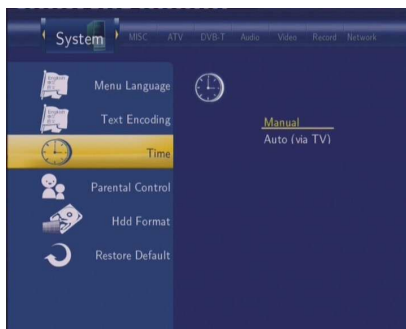 System MISC ATV DVB-T Audio Video Record Network
Menu Language
Text Encoding
Time
Manual
Auto (via TV)
Parental Control
Hdd Format
Restore Default